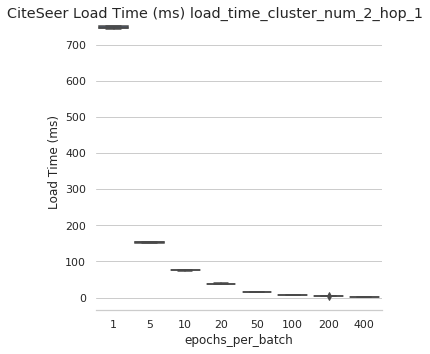 CiteSeer Load Time (ms) load_time_cluster_num_2_hop_1
700
600
500
400
300
200
100
0
Load Time (ms)
1 5 10 20 50 100 200 400
epochs_per_batch